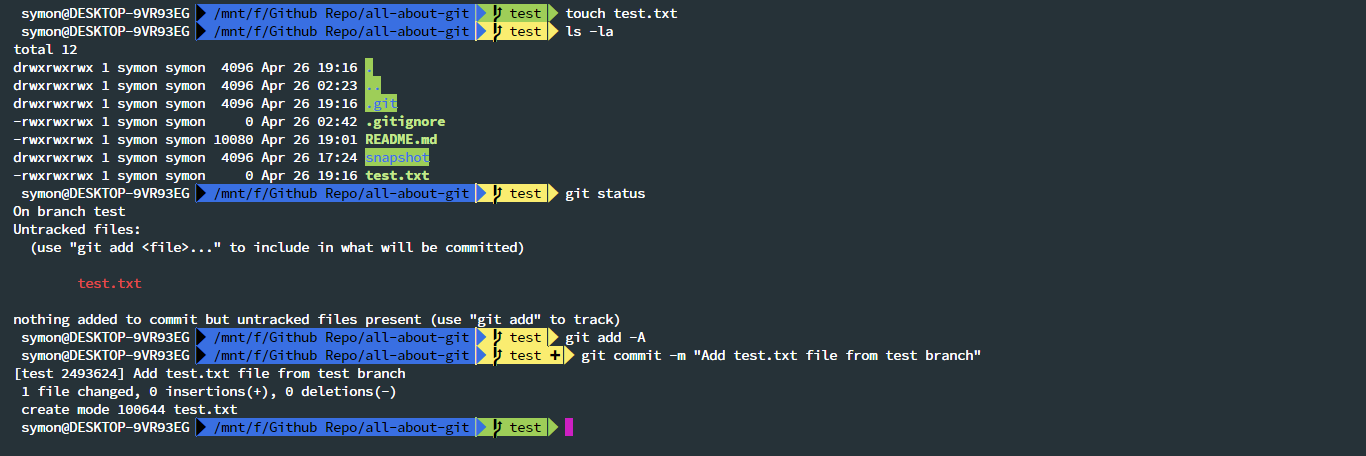 symon@DESKTOP-9VR93EG /mnt/f/Github Repo/all-about-git test touch test.txt
symon@DESKTOP-9VR93EG /mnt/f/Github Repo/all-about-git test ls -la
total 12
drwxrwxrwx 1 symon symon 4096 Apr 26 19:16 .
drwxrwxrwx 1 symon symon 4096 Apr 26 02:23 ..
drwxrwxrwx 1 symon symon 4096 Apr 26 19:16 .git
-rwxrwxrwx 1 symon symon 0 Apr 26 02:42 .gitignore
-rwxrwxrwx 1 symon symon 10080 Apr 26 19:01 README.md
drwxrwxrwx 1 symon symon 4096 Apr 26 17:24 snapshot
-rwxrwxrwx 1 symon symon 0 Apr 26 19:16 test.txt
symon@DESKTOP-9VR93EG /mnt/f/Github Repo/all-about-git test git status
On branch test
Untracked files:
(use "git add <file>..." to include in what will be committed)
test.txt
nothing added to commit but untracked files present (use "git add" to track)
symon@DESKTOP-9VR93EG /mnt/f/Github Repo/all-about-git test git add -A
symon@DESKTOP-9VR93EG /mnt/f/Github Repo/all-about-git test + git commit -m "Add test.txt file from test branch"
[test 2493624] Add test.txt file from test branch
1 file changed, 0 insertions(+), 0 deletions(-)
create mode 100644 test.txt
symon@DESKTOP-9VR93EG /mnt/f/Github Repo/all-about-git test